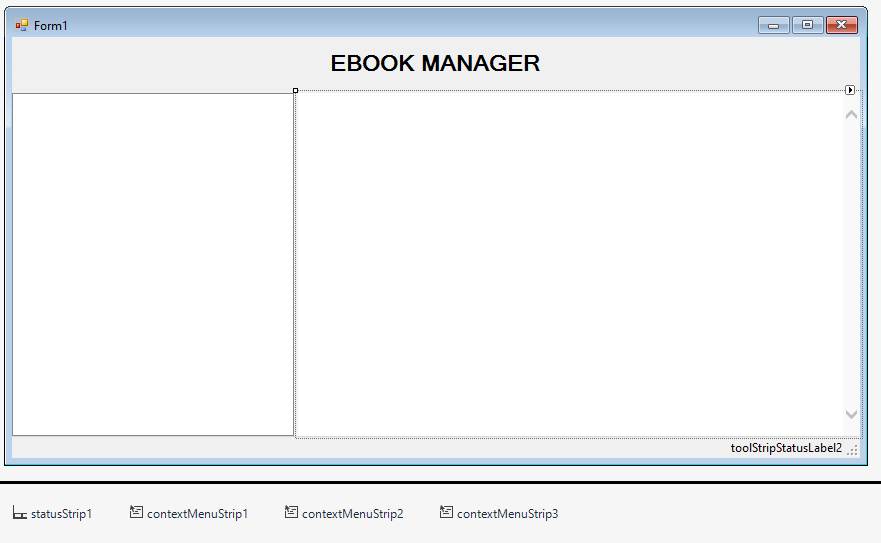 Form1
EBOOK MANAGER
toolStripStatusLabel2
statusStrip1
contextMenuStrip1
contextMenuStrip2
contextMenuStrip3